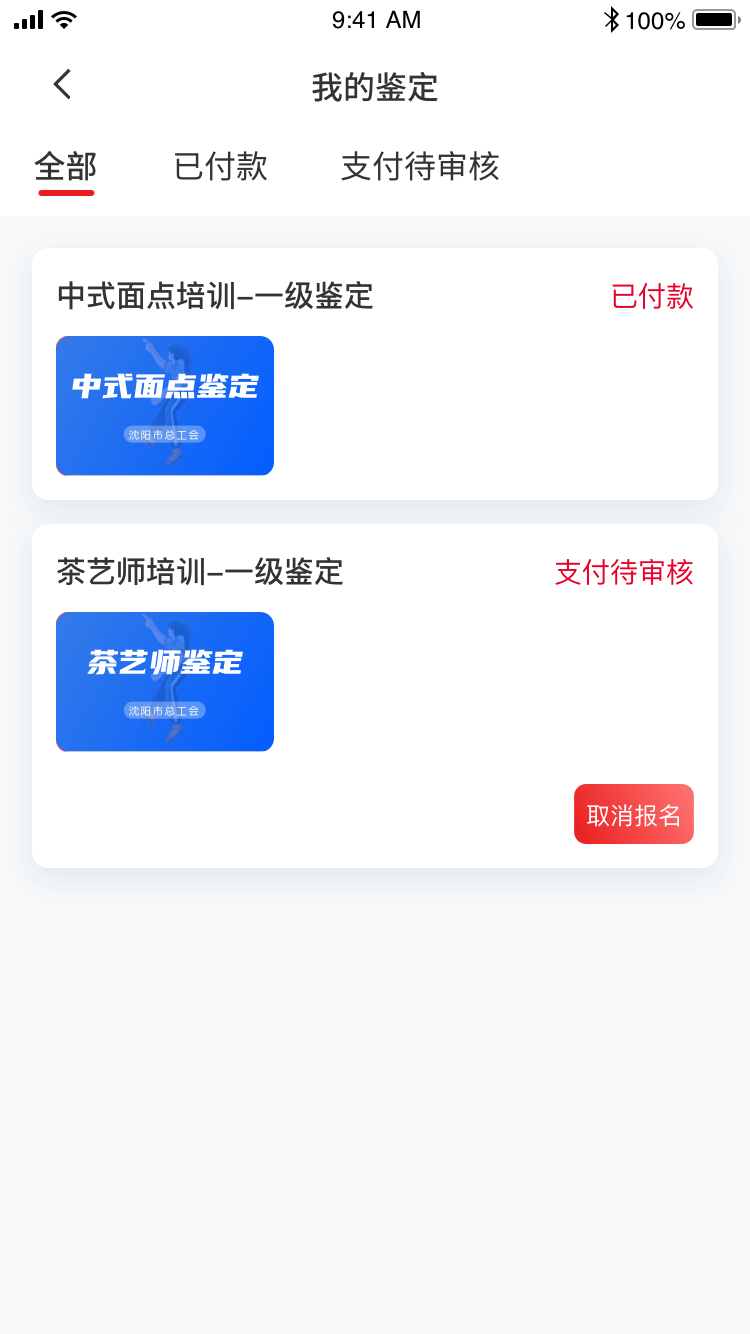 9:41 AM 100%
我的鉴定
全部 已付款 支付待审核
中式面点培训-一级鉴定 已付款
中式面点鉴定
沈阳市总工会
茶艺师培训-一级鉴定 支付待审核
茶艺师鉴定
沈阳市总工会
取消报名